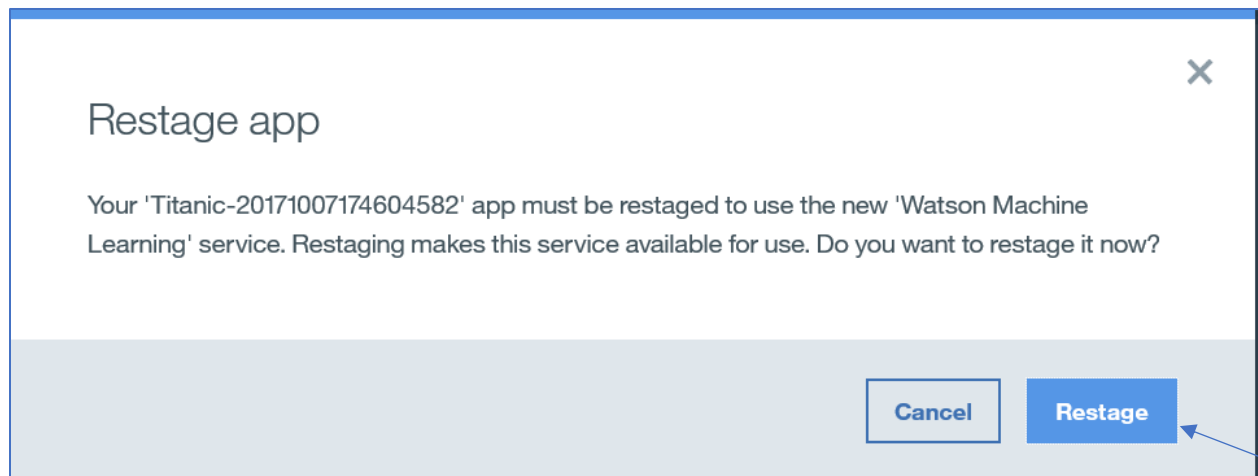 Restage app
Your 'Titanic-20171007174604582' app must be restaged to use the new 'Watson Machine
Learning' service. Restaging makes this service available for use. Do you want to restage it now?
Cancel
Restage